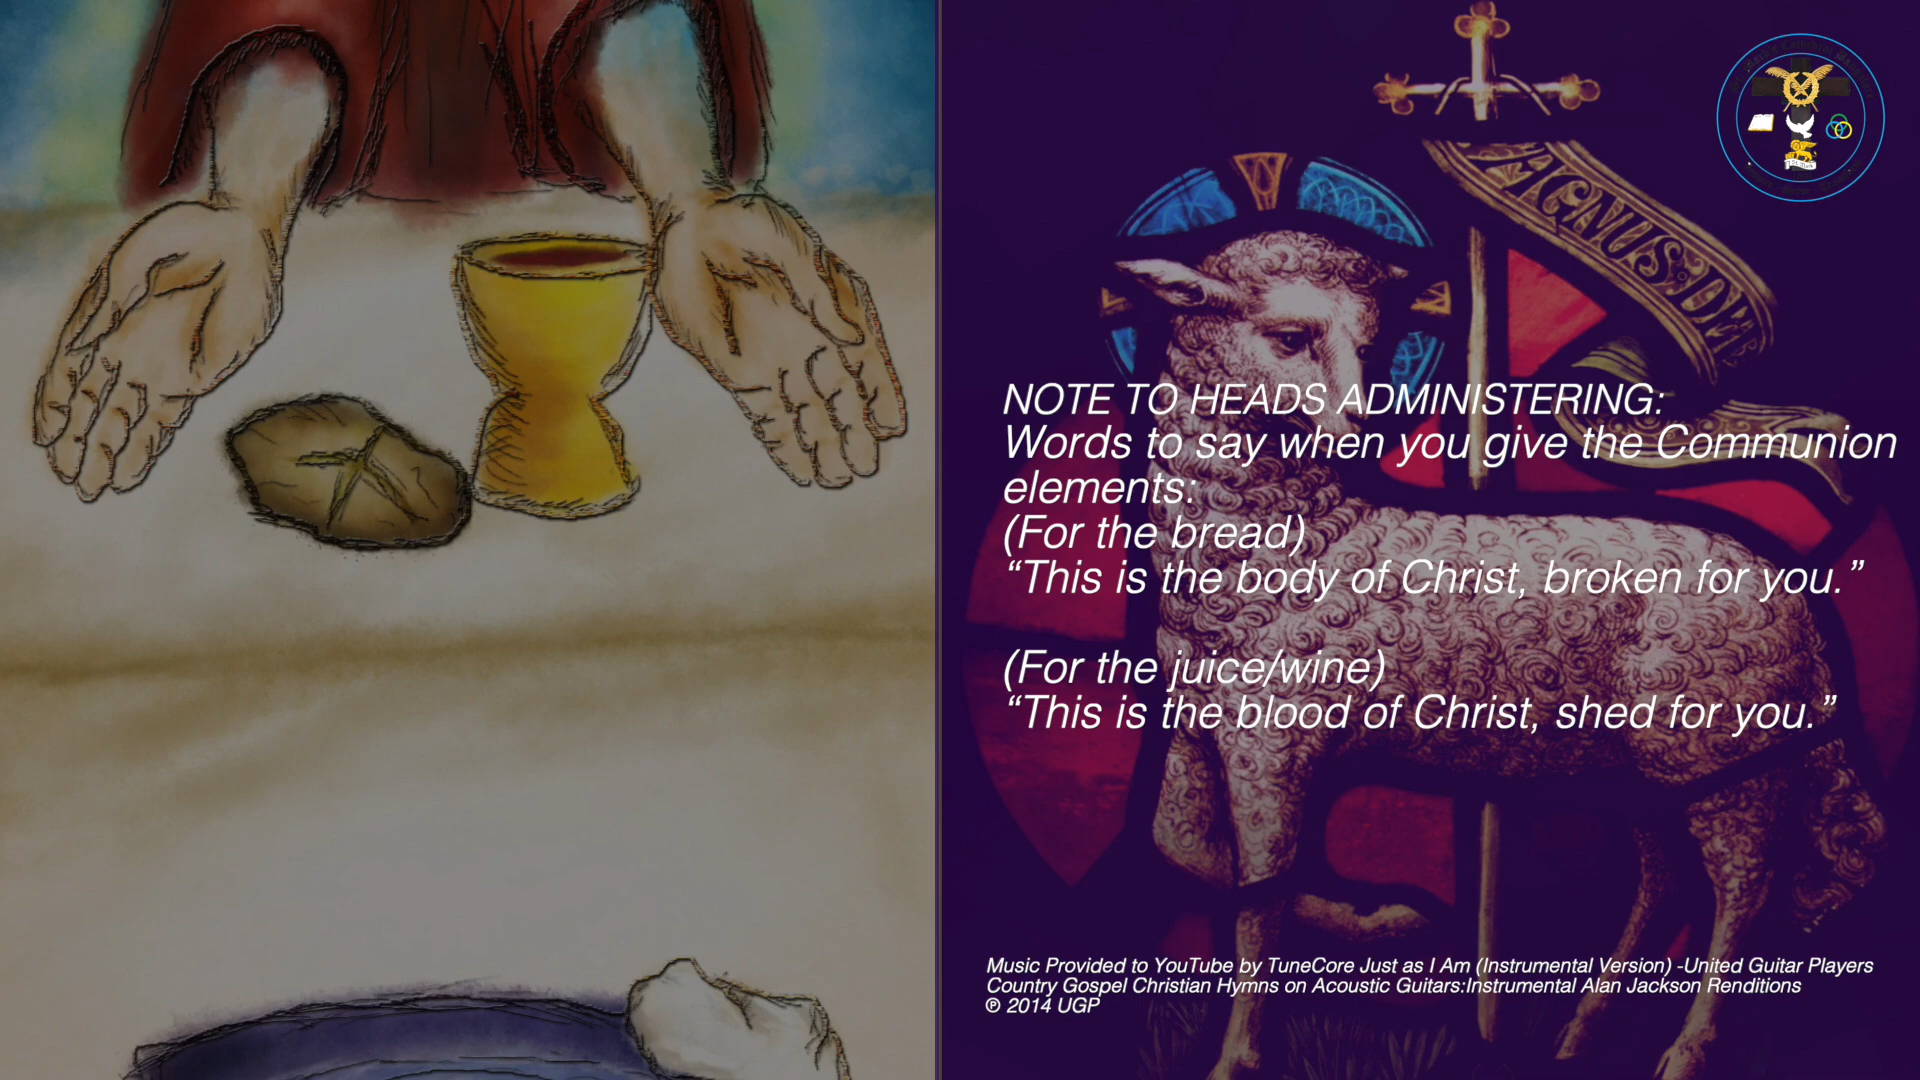 AGNUS DEI
NOTE TO HEADS ADMINISTERING:
Words to say when you give the Communion
elements:
(For the bread)
“This is the body of Christ, broken for you.”
(For the juice/wine)
“This is the blood of Christ, shed for you.”
Music Provided to YouTube by TuneCore Just as I Am (Instrumental Version) -United Guitar Players
Country Gospel Christian Hymns on Acoustic Guitars:Instrumental Alan Jackson Renditions
℗ 2014 UGP